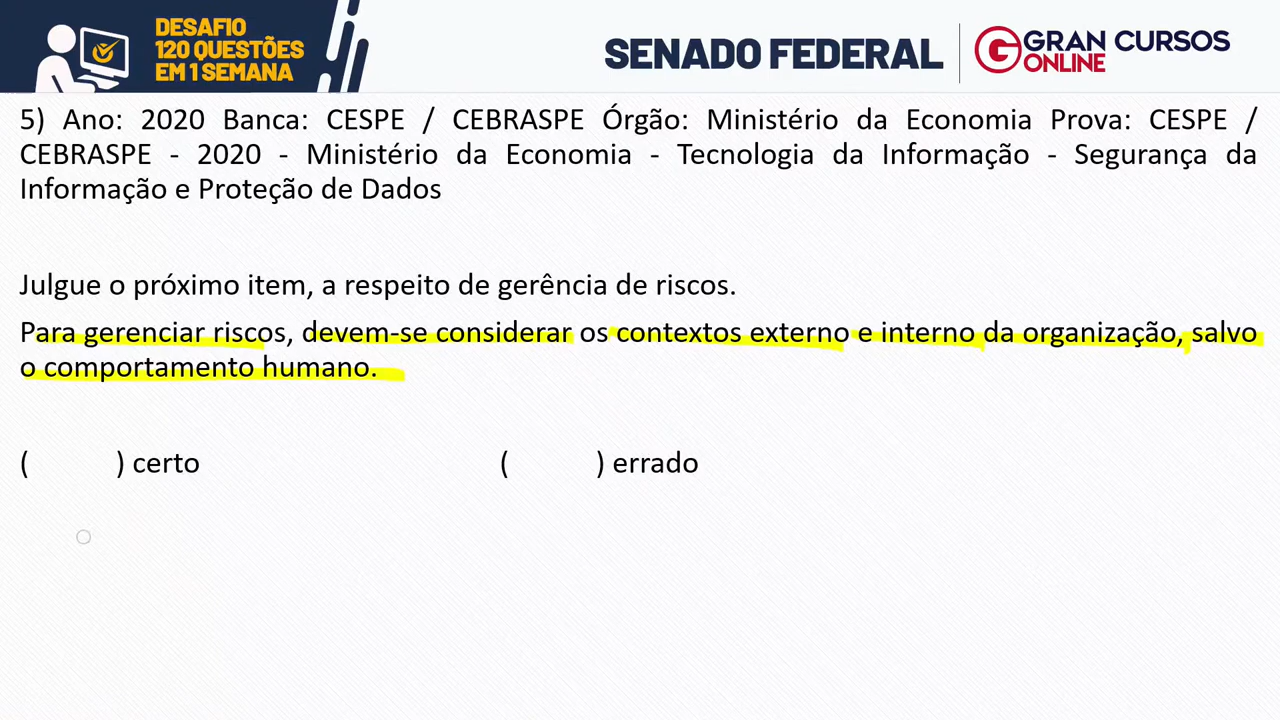 DESAFIO
120 QUESTÕES
EM 1 SEMANA
SENADO FEDERAL
GRAN CURSOS
ONLINE
5) Ano: 2020 Banca: CESPE / CEBRASPE Órgão: Ministério da Economia Prova: CESPE /
CEBRASPE - 2020 - Ministério da Economia - Tecnologia da Informação - Segurança da
Informação e Proteção de Dados
Julgue o próximo item, a respeito de gerência de riscos.
Para gerenciar riscos, devem-se considerar os contextos externo e interno da organização, salvo
o comportamento humano.
( ) certo ( ) errado